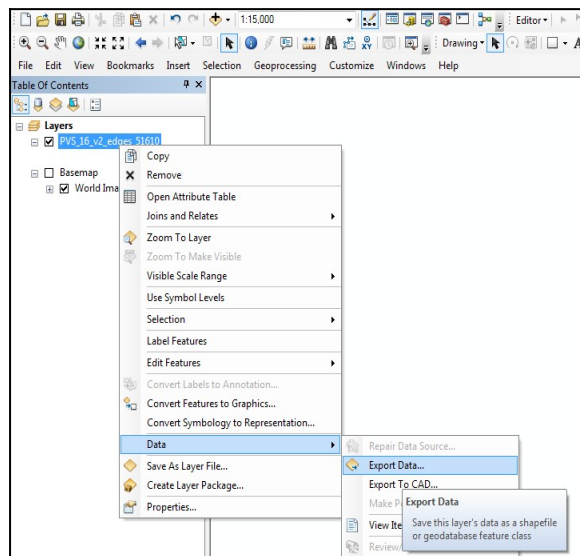 1:15,000
Editor
Drawing
File Edit View Bookmarks Insert Selection Geoprocessing Customize Windows Help
Table Of Contents
Layers
PVS_16_v2_edges_51610
Basemap
World Ima
Copy
Remove
Open Attribute Table
Joins and Relates
Zoom To Layer
Zoom To Make Visible
Visible Scale Range
Use Symbol Levels
Selection
Label Features
Edit Features
Convert Labels to Annotation...
Convert Features to Graphics...
Convert Symbology to Representation...
Data
Save As Layer File...
Create Layer Package...
Properties...
Repair Data Source...
Export Data...
Export To CAD...
Make P
View Ite
Review/
Export Data
Save this layer's data as a shapefile
or geodatabase feature class